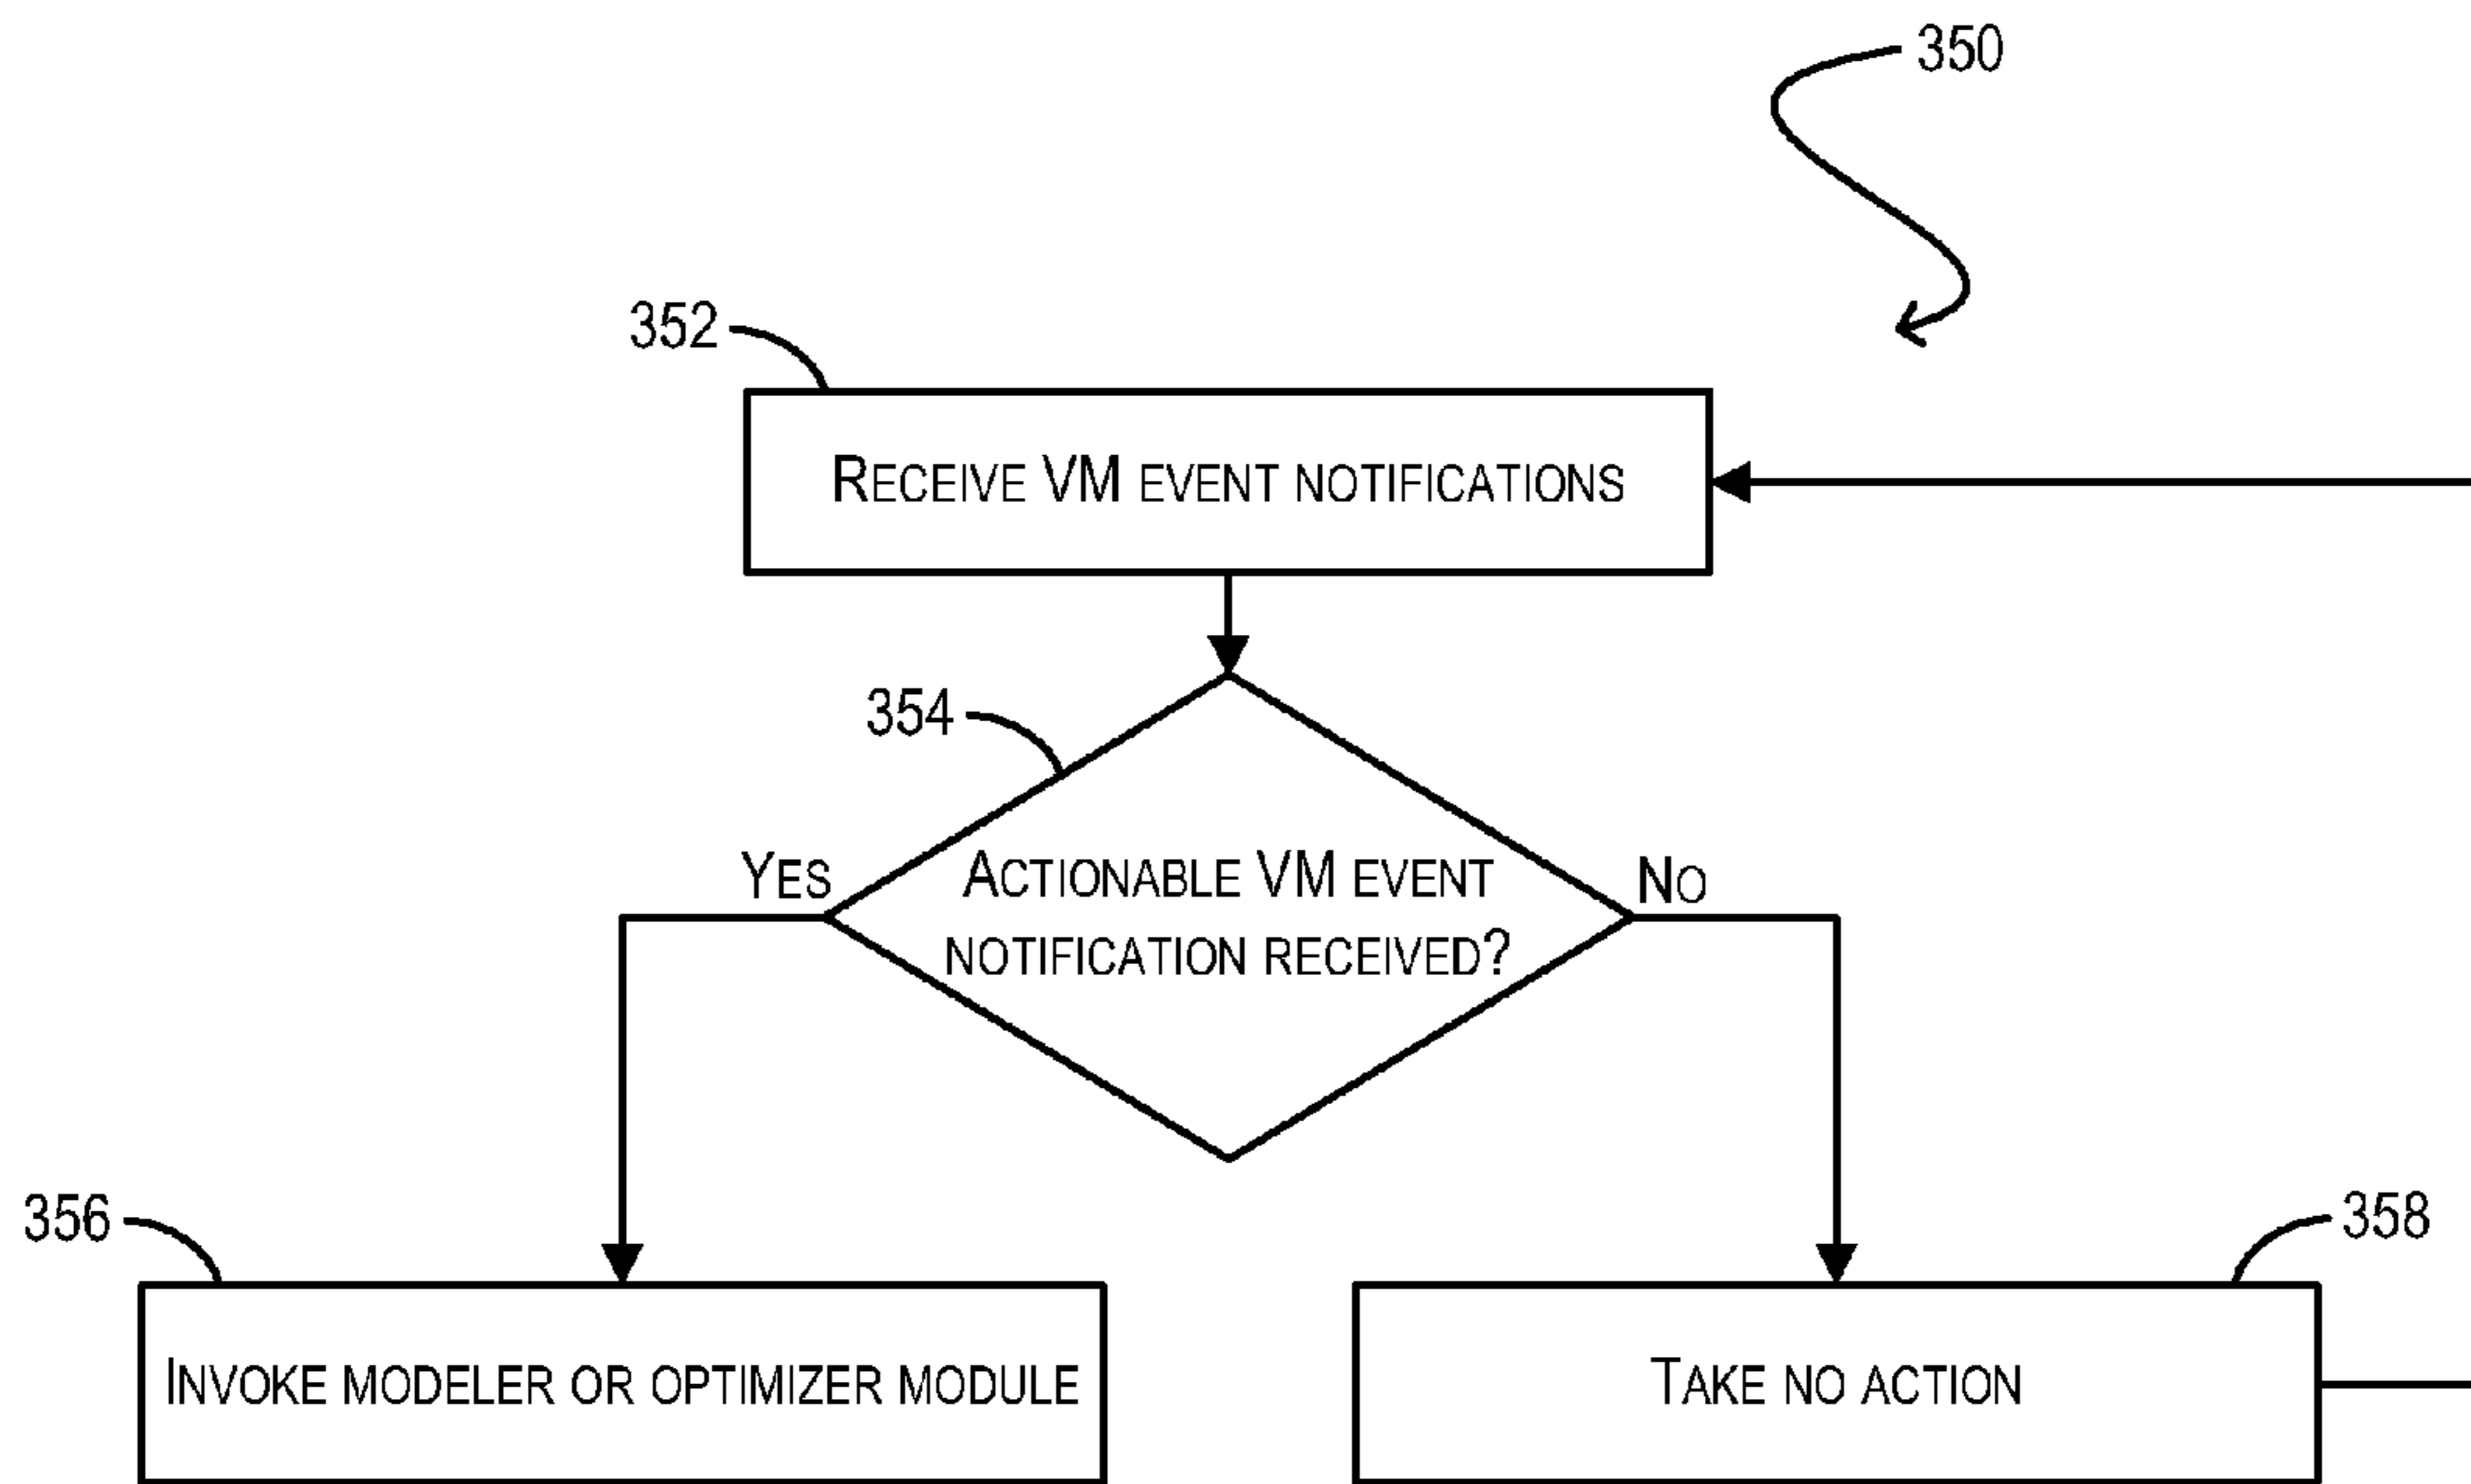 350
352
RECEIVE VM EVENT NOTIFICATIONS
354
YES
ACTIONABLE VM EVENT
NO
NOTIFICATION RECEIVED?
356
358
INVOKE MODELER OR OPTIMIZER MODULE
TAKE NO ACTION